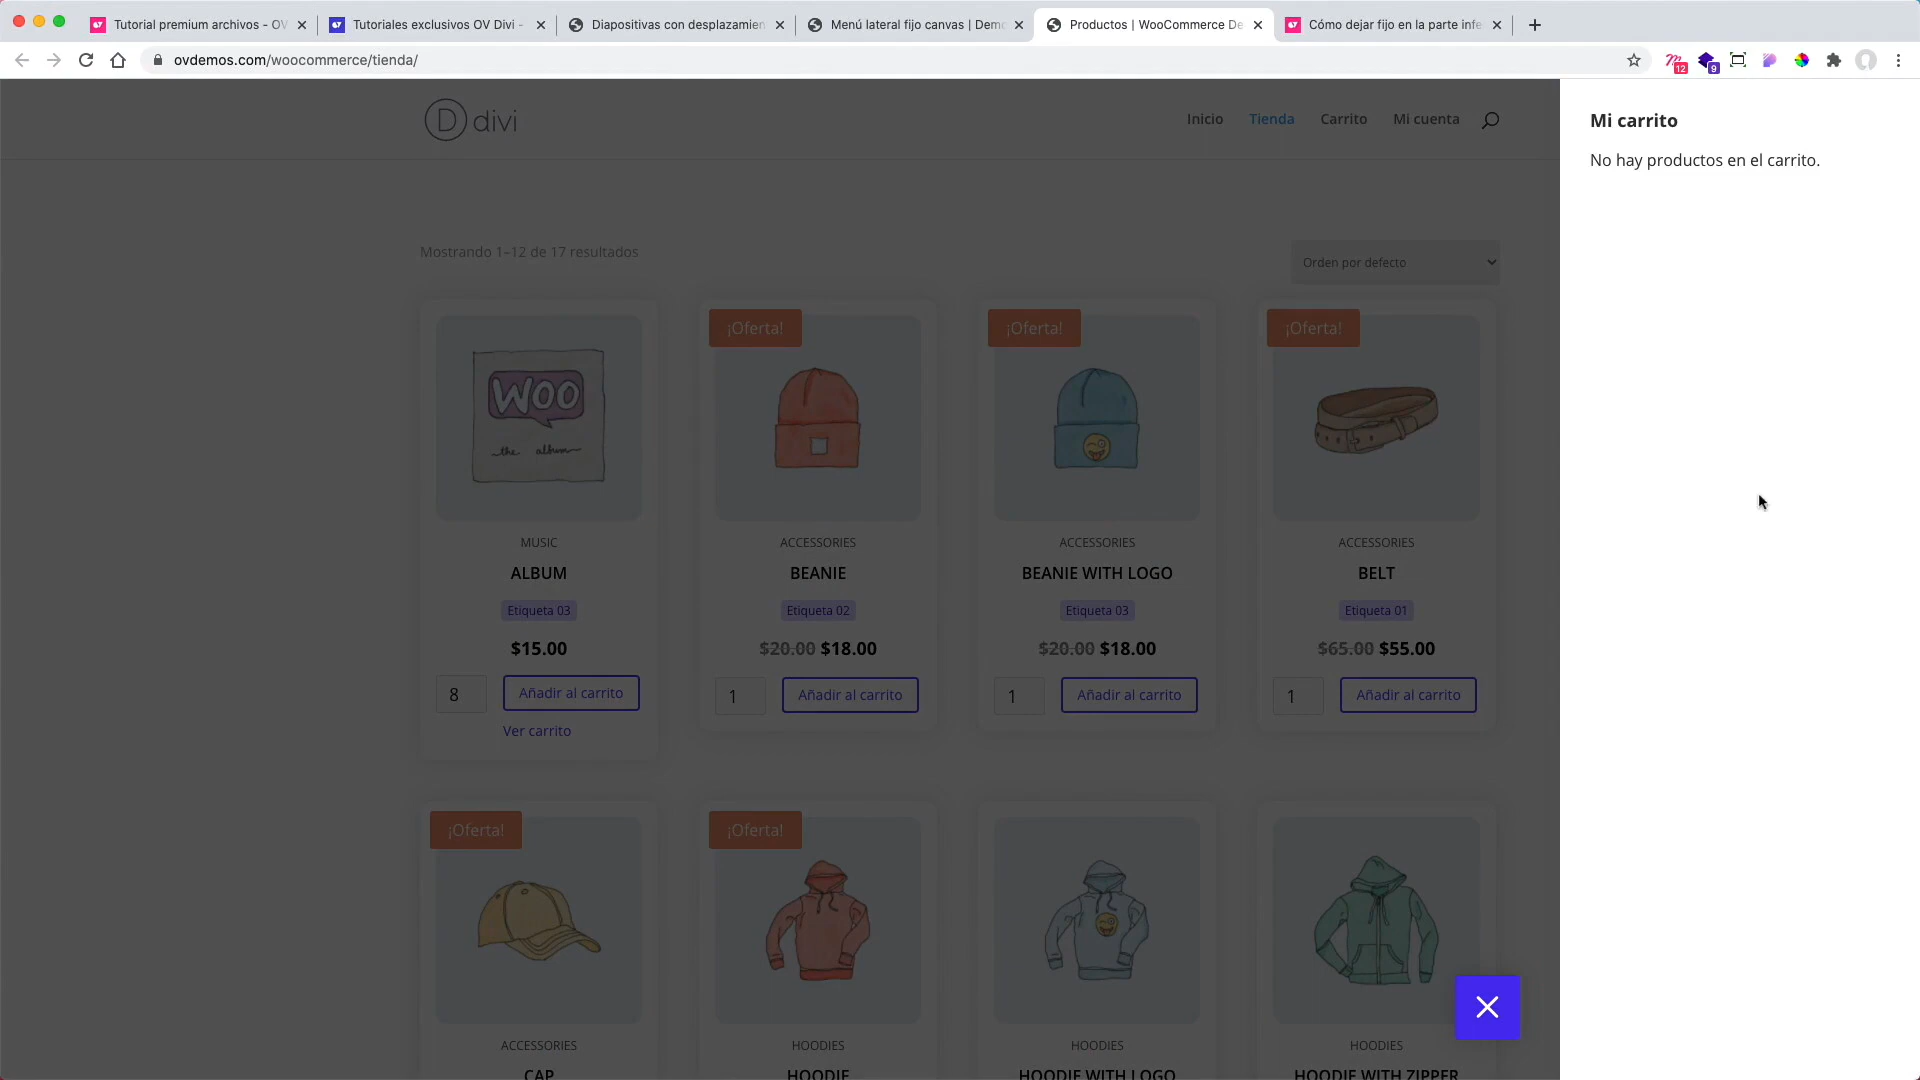 Tutorial premium archivos - OV
Tutoriales exclusivos OV Divi -
Diapositivas con desplazamien
Menú lateral fijo canvas | Demo
Productos | WooCommerce De
Cómo dejar fijo en la parte infe
ovdemos.com/woocommerce/tienda/
12
9
D divi
Inicio
Tienda
Carrito
Mi cuenta
Mi carrito
No hay productos en el carrito.
Mostrando 1–12 de 17 resultados
Orden por defecto
¡Oferta!
¡Oferta!
¡Oferta!
WOO
the album
MUSIC
ACCESSORIES
ACCESSORIES
ACCESSORIES
ALBUM
BEANIE
BEANIE WITH LOGO
BELT
Etiqueta 03
Etiqueta 02
Etiqueta 03
Etiqueta 01
$15.00
$20.00 $18.00
$20.00 $18.00
$65.00 $55.00
8 Añadir al carrito
1 Añadir al carrito
1 Añadir al carrito
1 Añadir al carrito
Ver carrito
¡Oferta!
¡Oferta!
ACCESSORIES
HOODIES
HOODIES
HOODIES
CAP
HOODIE
HOODIE WITH LOGO
HOODIE WITH ZIPPER